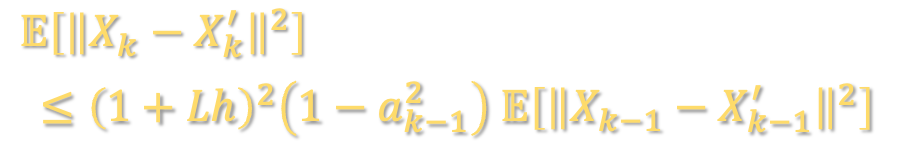 𝔼[‖X_k − X′_k‖²]
≤ (1 + Lh)²(1 − a²_{k−1}) 𝔼[‖X_{k−1} − X′_{k−1}‖²]